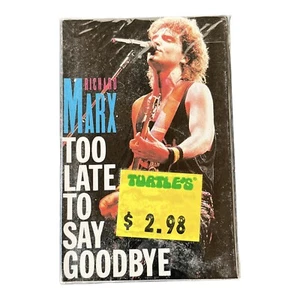 RICHARD
MARX
TOO
LATE
TO
SAY
GOODBYE
TURTLE'S
$ 2.98